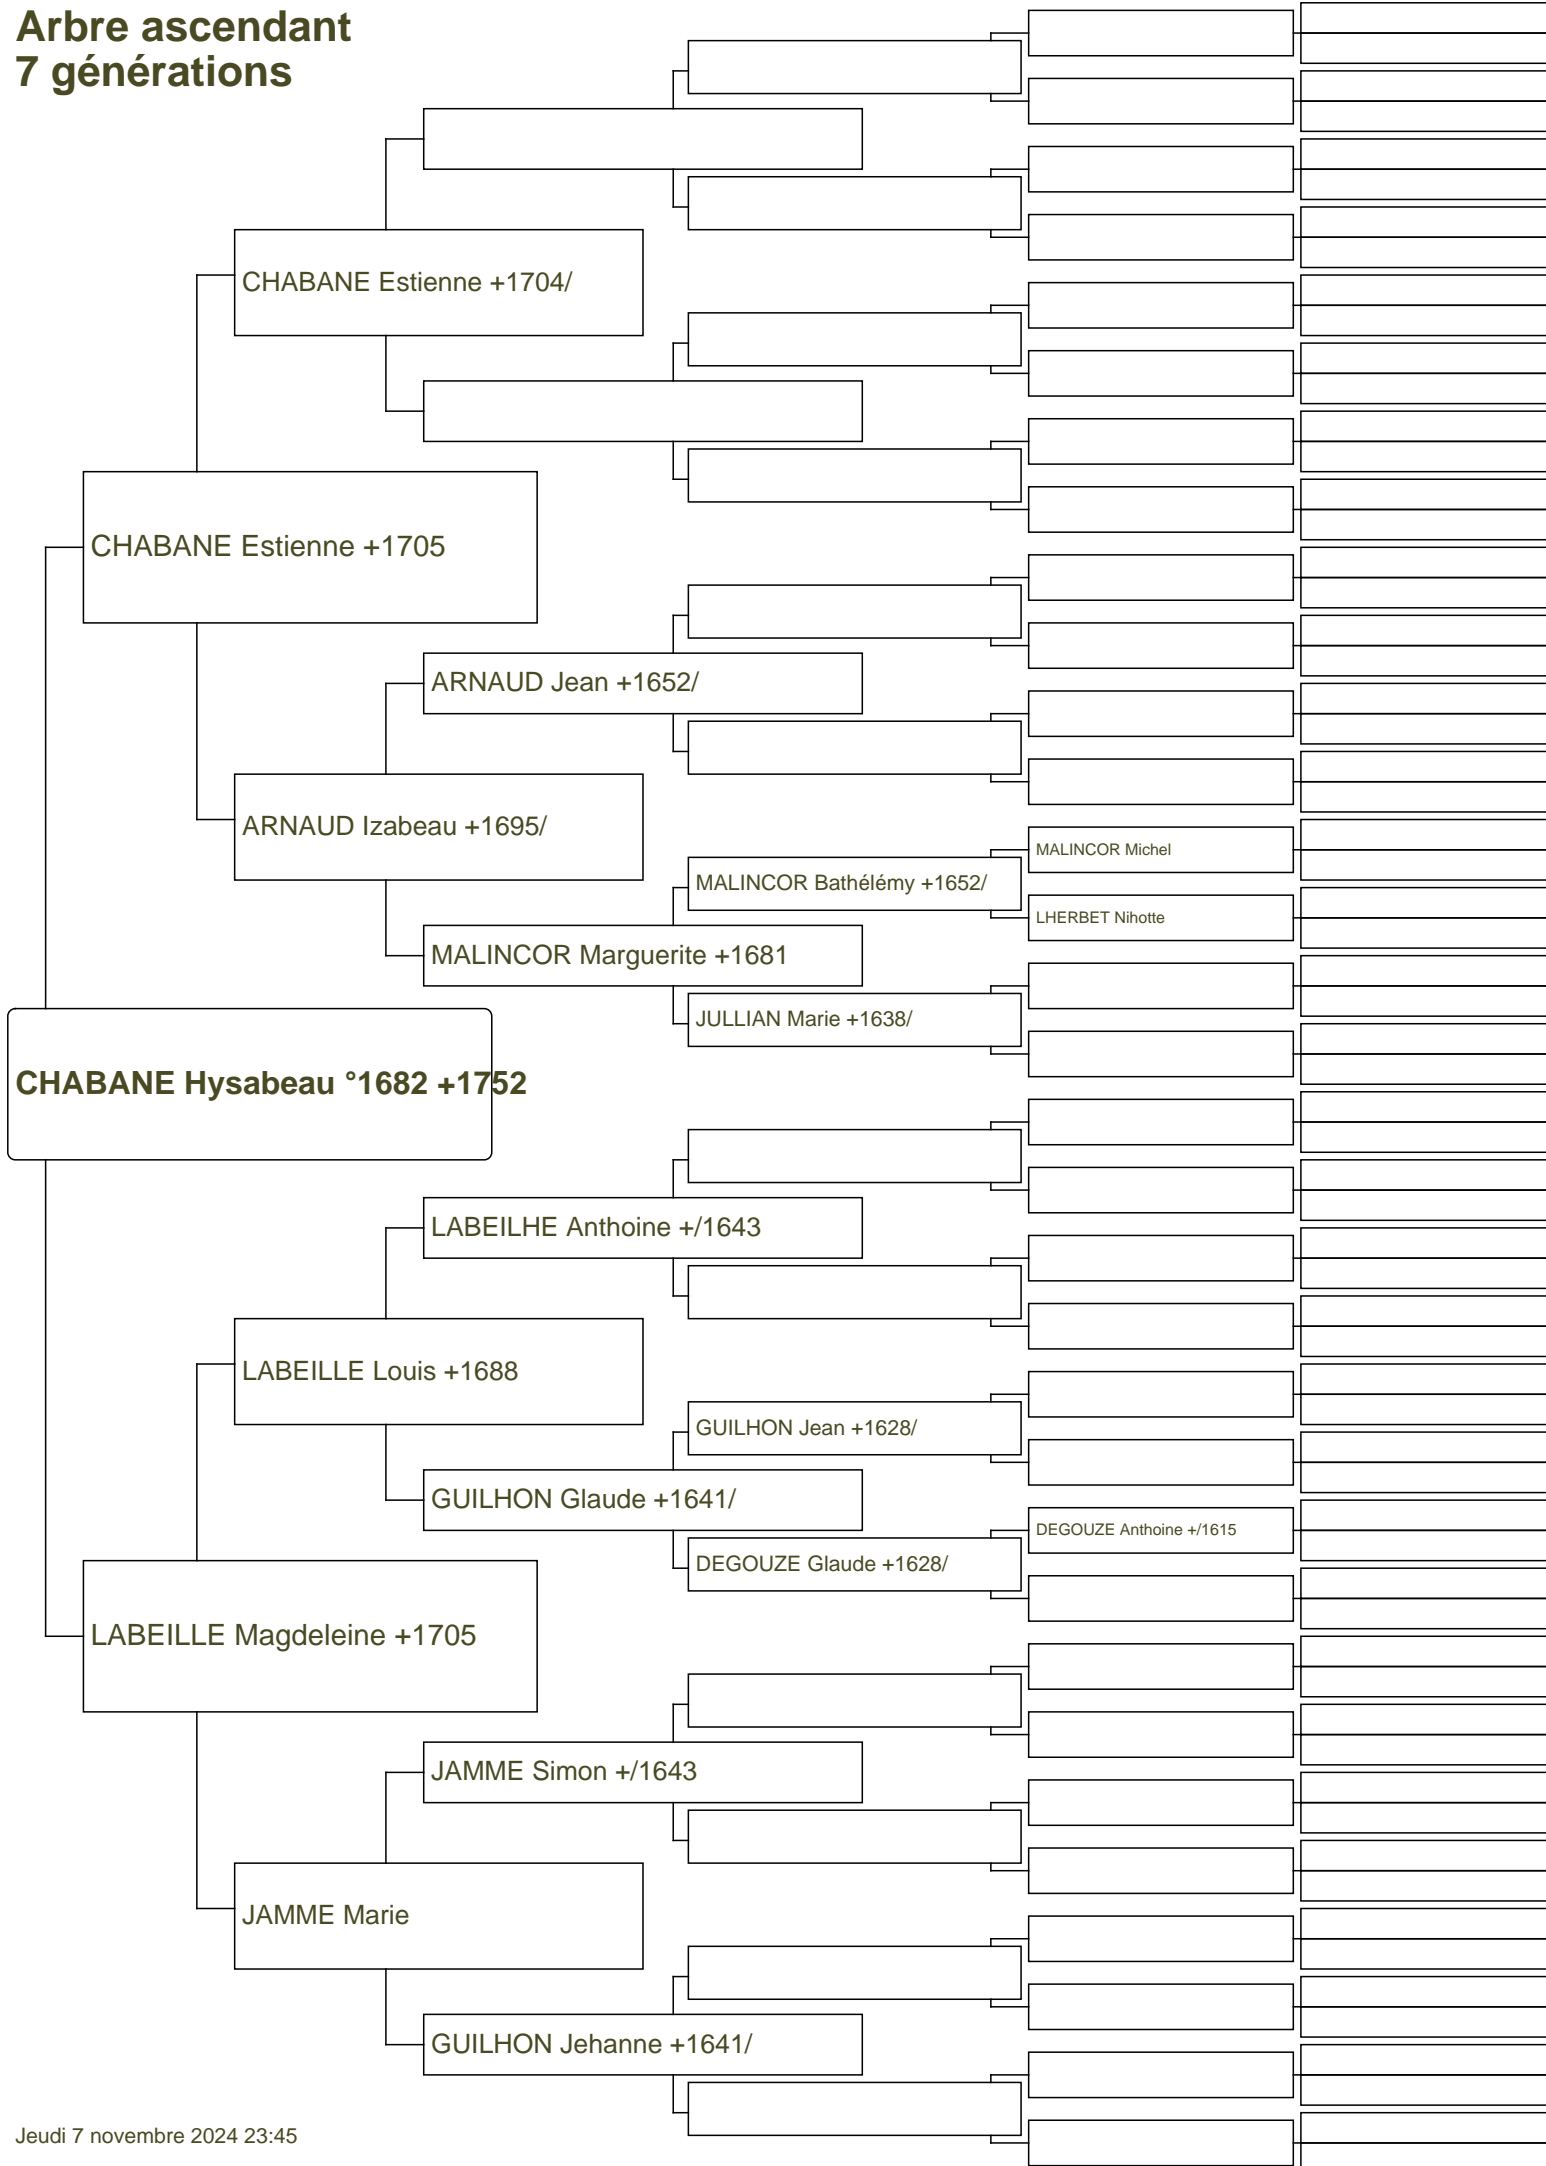 Arbre ascendant
7 générations
CHABANE Estienne +1704/
CHABANE Estienne +1705
ARNAUD Jean +1652/
ARNAUD Izabeau +1695/
MALINCOR Michel
MALINCOR Bathélémy +1652/
LHERBET Nihotte
MALINCOR Marguerite +1681
JULLIAN Marie +1638/
CHABANE Hysabeau °1682 +1752
LABEILHE Anthoine +/1643
LABEILLE Louis +1688
GUILHON Jean +1628/
GUILHON Glaude +1641/
DEGOUZE Anthoine +/1615
DEGOUZE Glaude +1628/
LABEILLE Magdeleine +1705
JAMME Simon +/1643
JAMME Marie
GUILHON Jehanne +1641/
Jeudi 7 novembre 2024 23:45